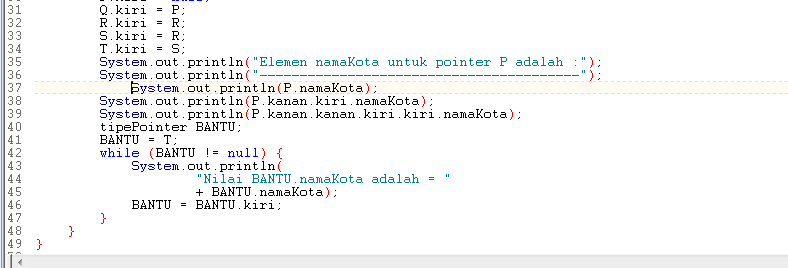 31 Q.kiri = P;
32 R.kiri = R;
33 S.kiri = R;
34 T.kiri = S;
35 System.out.println("Elemen namaKota untuk pointer P adalah :");
36 System.out.println("----------------------------------------");
37 System.out.println(P.namaKota);
38 System.out.println(P.kanan.kiri.namaKota);
39 System.out.println(P.kanan.kanan.kiri.kiri.namaKota);
40 tipePointer BANTU;
41 BANTU = T;
42 while (BANTU != null) {
43 System.out.println(
44 "Nilai BANTU.namaKota adalah = "
45 + BANTU.namaKota);
46 BANTU = BANTU.kiri;
47 }
48 }
49 }